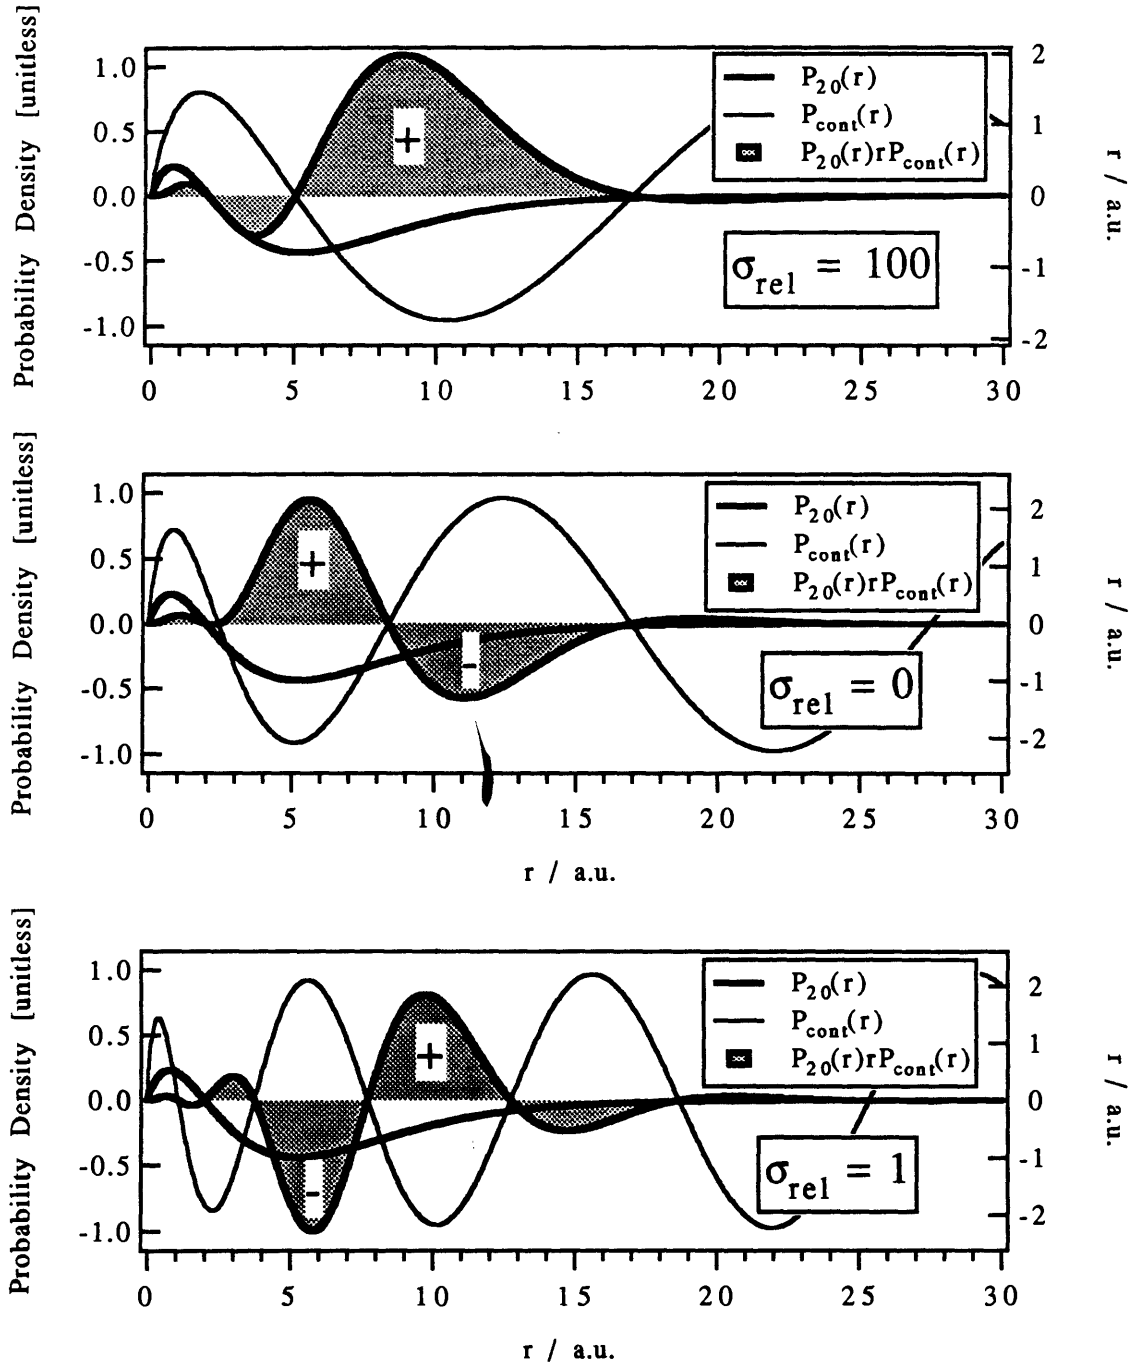 Probability Density [unitless]
1.0
0.5
0.0
-0.5
-1.0
P20(r)
Pcont(r)
P20(r)rPcont(r)
+
σrel = 100
2
1
0
-1
-2
r / a.u.
0 5 10 15 20 25 30
Probability Density [unitless]
1.0
0.5
0.0
-0.5
-1.0
P20(r)
Pcont(r)
P20(r)rPcont(r)
+
-
σrel = 0
2
1
0
-1
-2
r / a.u.
0 5 10 15 20 25 30
r / a.u.
Probability Density [unitless]
1.0
0.5
0.0
-0.5
-1.0
P20(r)
Pcont(r)
P20(r)rPcont(r)
+
-
σrel = 1
2
1
0
-1
-2
r / a.u.
0 5 10 15 20 25 30
r / a.u.